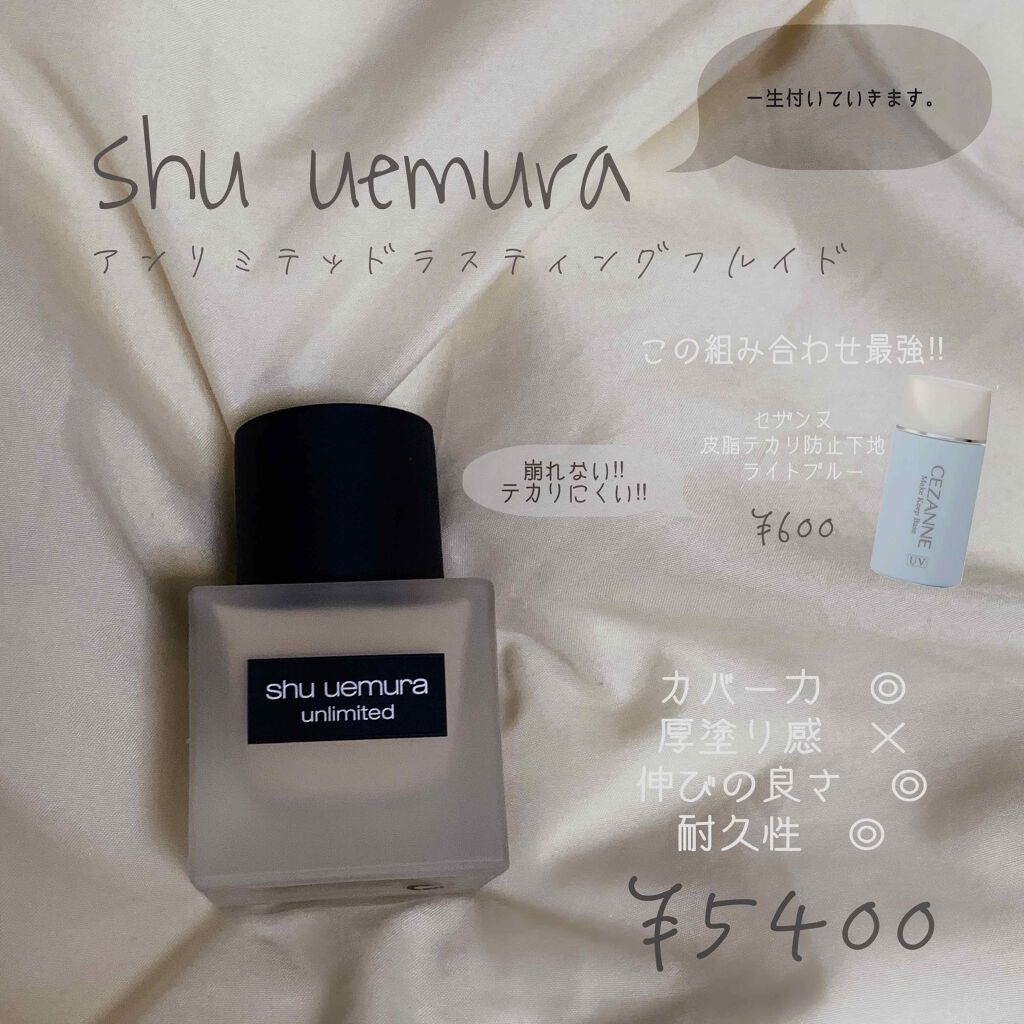 一生付いていきます。
shu uemura
アンリミテッドラスティングフルイド
この組み合わせ最強!!
セザンヌ
皮脂テカリ防止下地
ライトブルー
¥600
CEZANNE
Make Keep Base
UV
崩れない!!
テカりにくい!!
shu uemura
unlimited
カバー力 ◎
厚塗り感 ×
伸びの良さ ◎
耐久性 ◎
¥5400